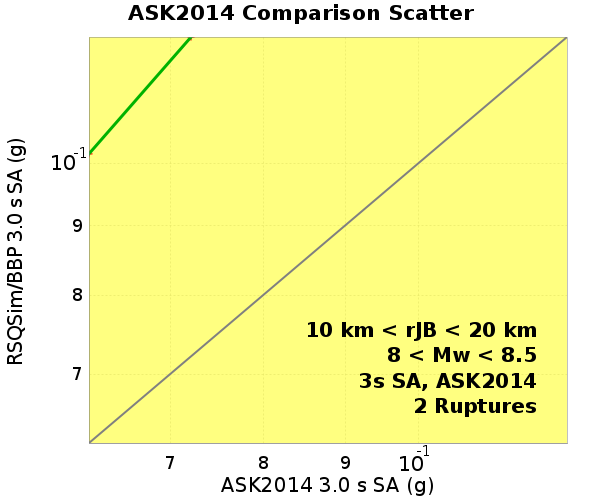 ASK2014 Comparison Scatter
RSQSim/BBP 3.0 s SA (g)
10-1
9
8
7
10 km < rJB < 20 km
8 < Mw < 8.5
3s SA, ASK2014
2 Ruptures
7 8 9 10-1
ASK2014 3.0 s SA (g)